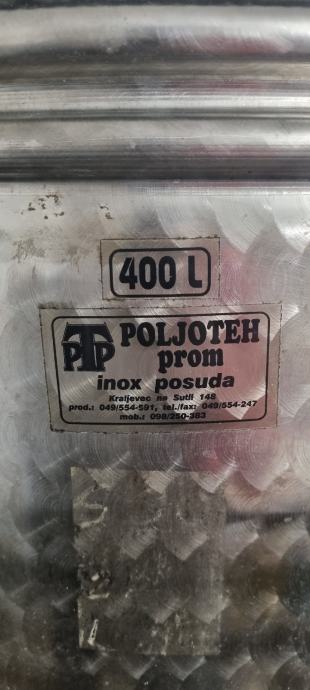 400 L
PTP POLJOTEH
prom
inox posuda
Kraljevec na Sutli 148
prod.: 049/554-591, tel./fax: 049/554-247
mob.: 098/250-383